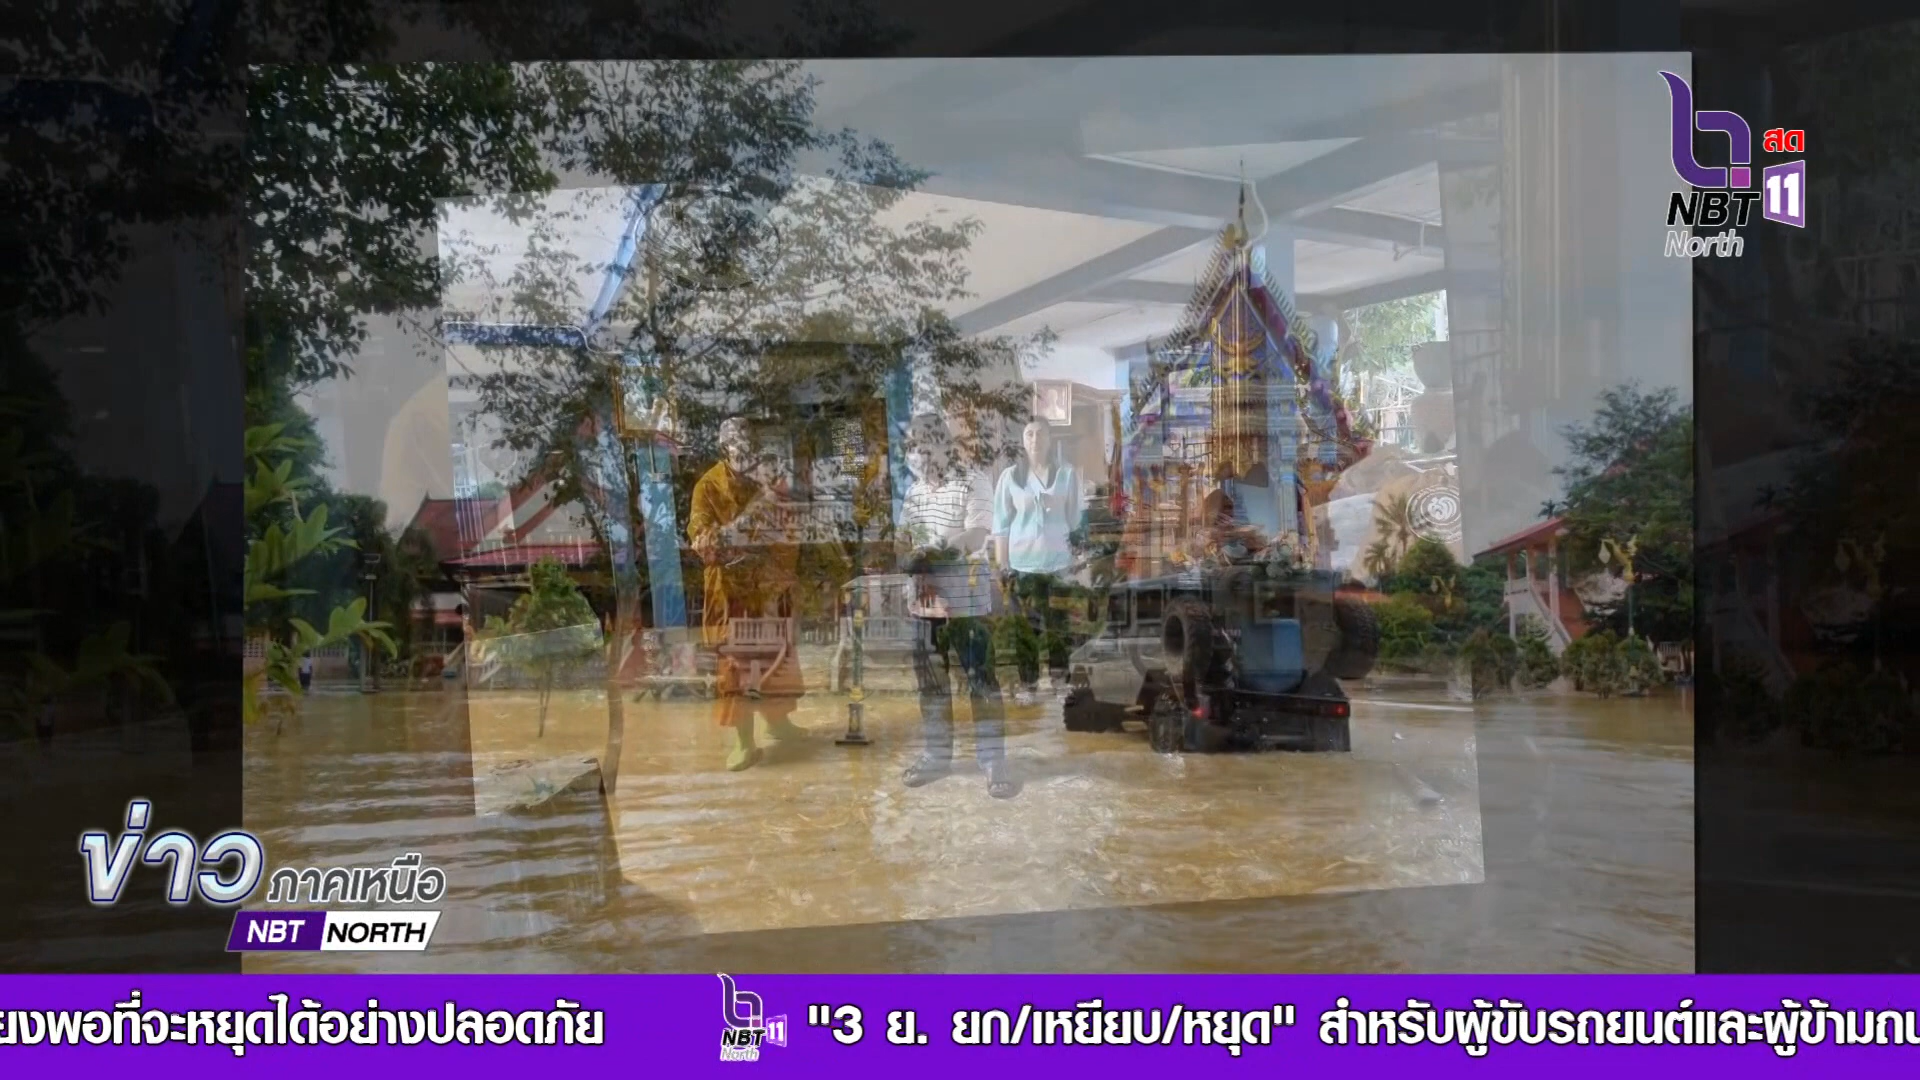 สด
NBT 11
North
ข่าว ภาคเหนือ
NBT NORTH
ยงพอที่จะหยุดได้อย่างปลอดภัย NBT 11 North "3 ย. ยก/เหยียบ/หยุด" สำหรับผู้ขับรถยนต์และผู้ข้ามถน